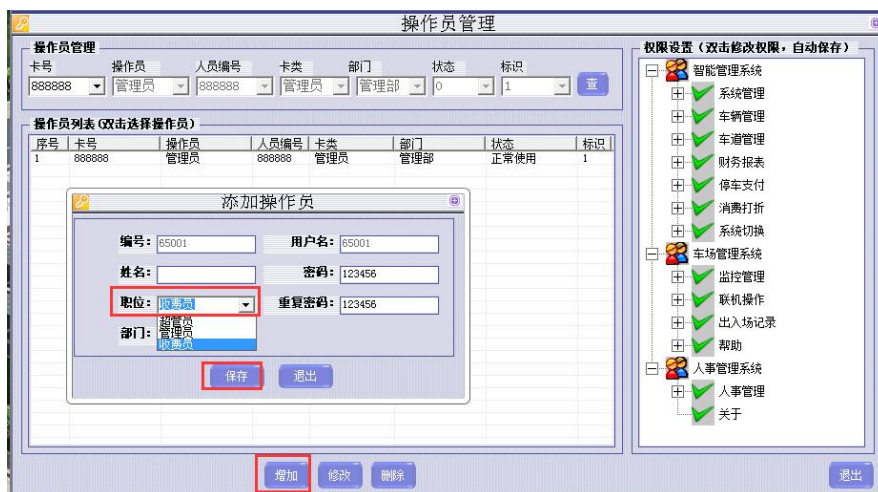 操作员管理
操作员管理
卡号 操作员 人员编号 卡类 部门 状态 标识
888888 管理员 888888 管理员 管理部 0 1 查
操作员列表(双击选择操作员)
序号 卡号 操作员 人员编号 卡类 部门 状态 标识
1 888888 管理员 888888 管理员 管理部 正常使用 1
添加操作员
编号: 65001 用户名: 65001
姓名: 密码: 123456
职位: 收费员 重复密码: 123456
超管员
管理员
部门: 收费员
保存 退出
增加 修改 删除
权限设置(双击修改权限,自动保存)
智能管理系统
系统管理
车辆管理
车道管理
财务报表
停车支付
消费打折
系统切换
车场管理系统
监控管理
联机操作
出入场记录
帮助
人事管理系统
人事管理
关于
退出